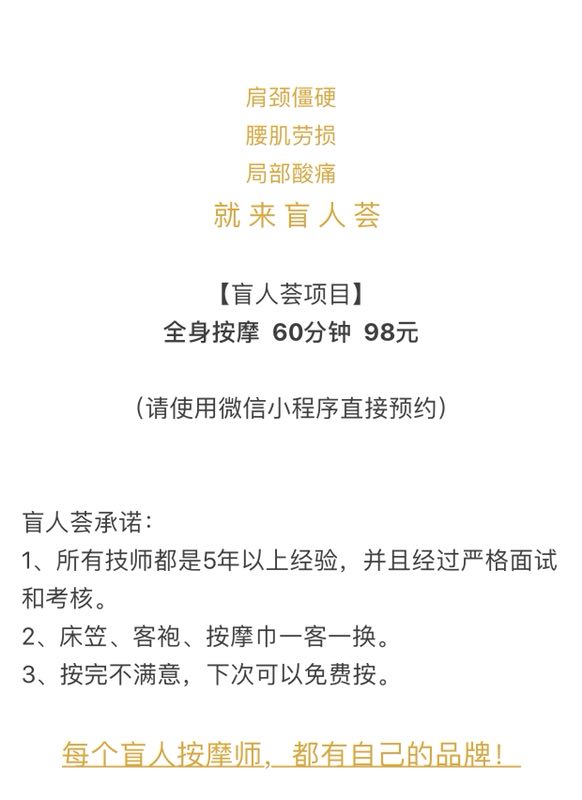 肩颈僵硬
腰肌劳损
局部酸痛
就来盲人荟
【盲人荟项目】
全身按摩 60分钟 98元
（请使用微信小程序直接预约）
盲人荟承诺：
1、所有技师都是5年以上经验，并且经过严格面试
和考核。
2、床笠、客袍、按摩巾一客一换。
3、按完不满意，下次可以免费按。
每个盲人按摩师，都有自己的品牌！